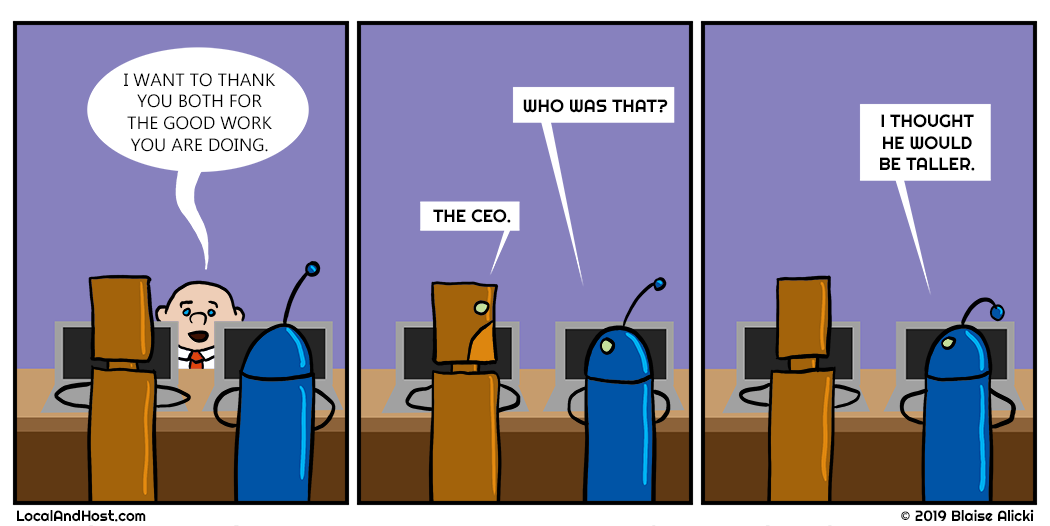 I WANT TO THANK
YOU BOTH FOR
THE GOOD WORK
YOU ARE DOING.
WHO WAS THAT?
THE CEO.
I THOUGHT
HE WOULD
BE TALLER.
LocalAndHost.com
© 2019 Blaise Alicki